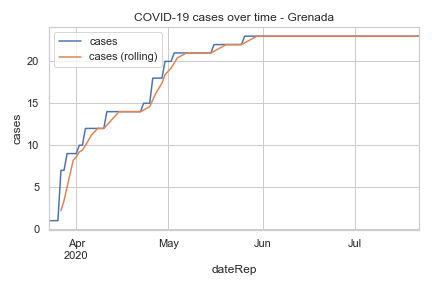 COVID-19 cases over time - Grenada
cases
cases (rolling)
cases
20
15
10
5
0
Apr
2020
May
Jun
Jul
dateRep